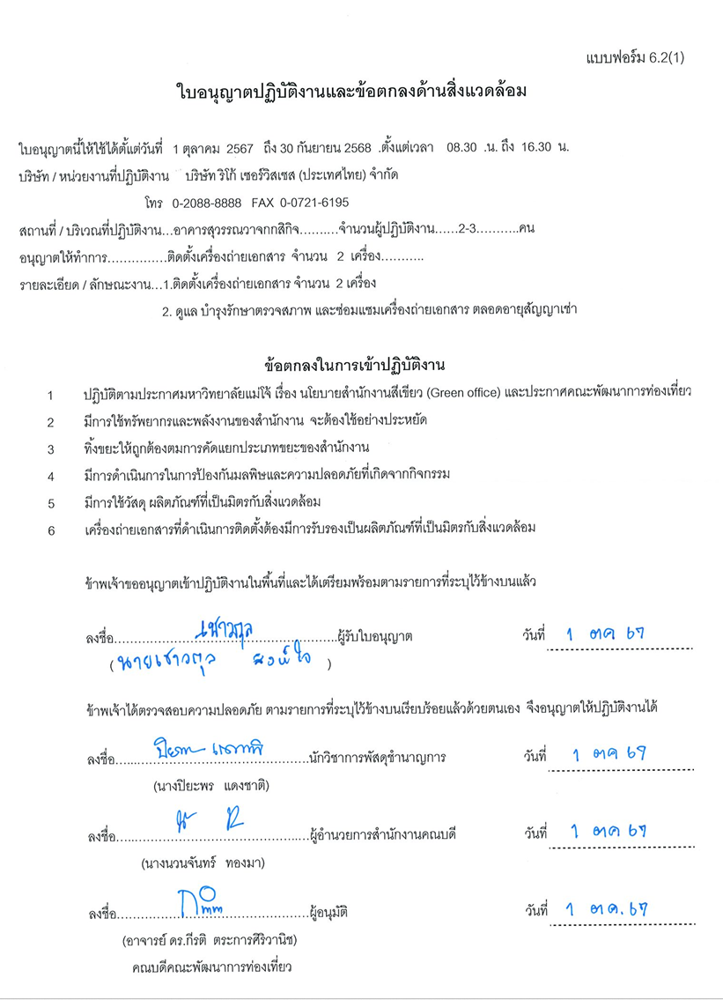 แบบฟอร์ม 6.2(1)
ใบอนุญาตปฏิบัติงานและข้อตกลงด้านสิ่งแวดล้อม
ใบอนุญาตนี้ให้ใช้ได้ตั้งแต่วันที่ 1 ตุลาคม 2567 ถึง 30 กันยายน 2568 .ตั้งแต่เวลา 08.30 .น. ถึง 16.30 น.
บริษัท / หน่วยงานที่ปฏิบัติงาน บริษัท ริโก้ เซอร์วิสเซส (ประเทศไทย) จำกัด
โทร 0-2088-8888 FAX 0-0721-6195
สถานที่ / บริเวณที่ปฏิบัติงาน...อาคารสุวรรณวาจกกสิกิจ............จำนวนผู้ปฏิบัติงาน......2-3...........คน
อนุญาตให้ทำการ...............ติดตั้งเครื่องถ่ายเอกสาร จำนวน 2 เครื่อง...........
รายละเอียด / ลักษณะงาน...1.ติดตั้งเครื่องถ่ายเอกสาร จำนวน 2 เครื่อง
2. ดูแล บำรุงรักษาตรวจสภาพ และซ่อมแซมเครื่องถ่ายเอกสาร ตลอดอายุสัญญาเช่า
ข้อตกลงในการเข้าปฏิบัติงาน
1 ปฏิบัติตามประกาศมหาวิทยาลัยแม่โจ้ เรื่อง นโยบายสำนักงานสีเขียว (Green office) และประกาศคณะพัฒนาการท่องเที่ยว
2 มีการใช้ทรัพยากรและพลังงานของสำนักงาน จะต้องใช้อย่างประหยัด
3 ทิ้งขยะให้ถูกต้องตมการคัดแยกประเภทขยะของสำนักงาน
4 มีการดำเนินการในการป้องกันมลพิษและความปลอดภัยที่เกิดจากกิจกรรม
5 มีการใช้วัสดุ ผลิตภัณฑ์ที่เป็นมิตรกับสิ่งแวดล้อม
6 เครื่องถ่ายเอกสารที่ดำเนินการติดตั้งต้องมีการรับรองเป็นผลิตภัณฑ์ที่เป็นมิตรกับสิ่งแวดล้อม
ข้าพเจ้าขออนุญาตเข้าปฏิบัติงานในพื้นที่และได้เตรียมพร้อมตามรายการที่ระบุไว้ข้างบนแล้ว
ลงชื่อ..................................................ผู้รับใบอนุญาต วันที่ 1 ตค 67
(นาย )
ข้าพเจ้าได้ตรวจสอบความปลอดภัย ตามรายการที่ระบุไว้ข้างบนเรียบร้อยแล้วด้วยตนเอง จึงอนุญาตให้ปฏิบัติงานได้
ลงชื่อ..................................................นักวิชาการพัสดุชำนาญการ วันที่ 1 ตค 67
(นางปิยะพร แดงชาติ)
ลงชื่อ..................................................ผู้อำนวยการสำนักงานคณบดี วันที่ 1 ตค 67
(นางนวนจันทร์ ทองมา)
ลงชื่อ..................................................ผู้อนุมัติ วันที่ 1 ตค. 67
(อาจารย์ ดร.กีรติ ตระการศิริวานิช)
คณบดีคณะพัฒนาการท่องเที่ยว